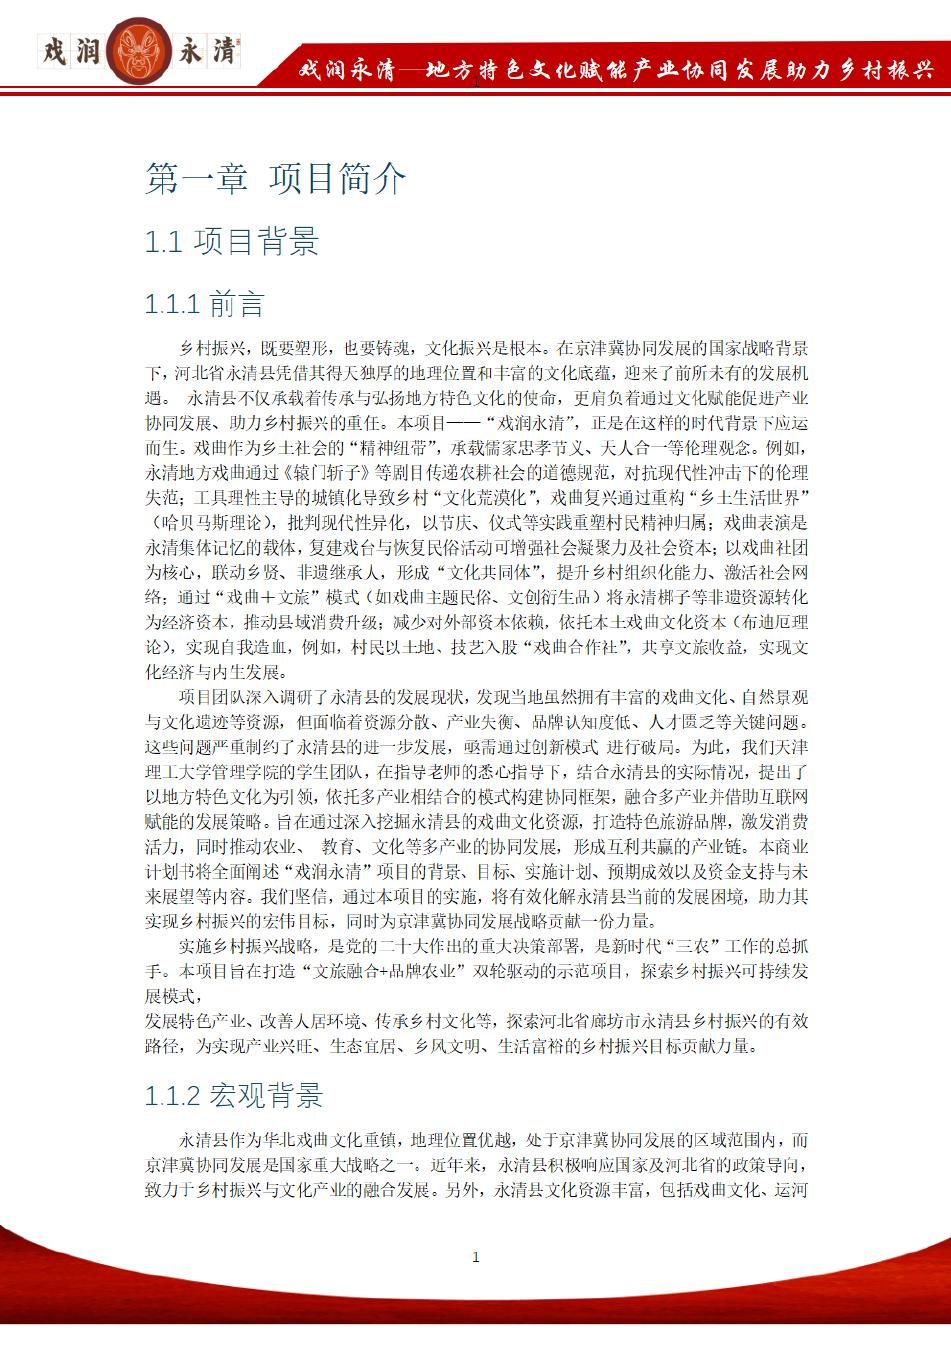 戏润永清
戏润永清—地方特色文化赋能产业协同发展助力乡村振兴
第一章 项目简介
1.1 项目背景
1.1.1 前言
乡村振兴，既要塑形，也要铸魂，文化振兴是根本。在京津冀协同发展的国家战略背景
下，河北省永清县凭借其得天独厚的地理位置和丰富的文化底蕴，迎来了前所未有的发展机
遇。 永清县不仅承载着传承与弘扬地方特色文化的使命，更肩负着通过文化赋能促进产业
协同发展、助力乡村振兴的重任。本项目——“戏润永清”，正是在这样的时代背景下应运
而生。戏曲作为乡土社会的“精神纽带”，承载儒家忠孝节义、天人合一等伦理观念。例如，
永清地方戏曲通过《辕门斩子》等剧目传递农耕社会的道德规范，对抗现代性冲击下的伦理
失范；工具理性主导的城镇化导致乡村“文化荒漠化”，戏曲复兴通过重构“乡土生活世界”
（哈贝马斯理论），批判现代性异化，以节庆、仪式等实践重塑村民精神归属；戏曲表演是
永清集体记忆的载体，复建戏台与恢复民俗活动可增强社会凝聚力及社会资本；以戏曲社团
为核心，联动乡贤、非遗继承人，形成“文化共同体”，提升乡村组织化能力、激活社会网
络；通过“戏曲＋文旅”模式（如戏曲主题民俗、文创衍生品）将永清梆子等非遗资源转化
为经济资本，推动县域消费升级；减少对外部资本依赖，依托本土戏曲文化资本（布迪厄理
论），实现自我造血，例如，村民以土地、技艺入股“戏曲合作社”，共享文旅收益，实现文
化经济与内生发展。
项目团队深入调研了永清县的发展现状，发现当地虽然拥有丰富的戏曲文化、自然景观
与文化遗迹等资源，但面临着资源分散、产业失衡、品牌认知度低、人才匮乏等关键问题。
这些问题严重制约了永清县的进一步发展，亟需通过创新模式 进行破局。为此，我们天津
理工大学管理学院的学生团队，在指导老师的悉心指导下，结合永清县的实际情况，提出了
以地方特色文化为引领，依托多产业相结合的模式构建协同框架，融合多产业并借助互联网
赋能的发展策略。旨在通过深入挖掘永清县的戏曲文化资源，打造特色旅游品牌，激发消费
活力，同时推动农业、 教育、文化等多产业的协同发展，形成互利共赢的产业链。本商业
计划书将全面阐述“戏润永清”项目的背景、目标、实施计划、预期成效以及资金支持与未
来展望等内容。我们坚信，通过本项目的实施，将有效化解永清县当前的发展困境，助力其
实现乡村振兴的宏伟目标，同时为京津冀协同发展战略贡献一份力量。
实施乡村振兴战略，是党的二十大作出的重大决策部署，是新时代“三农”工作的总抓
手。本项目旨在打造“文旅融合+品牌农业”双轮驱动的示范项目，探索乡村振兴可持续发
展模式，
发展特色产业、改善人居环境、传承乡村文化等，探索河北省廊坊市永清县乡村振兴的有效
路径，为实现产业兴旺、生态宜居、乡风文明、生活富裕的乡村振兴目标贡献力量。
1.1.2 宏观背景
永清县作为华北戏曲文化重镇，地理位置优越，处于京津冀协同发展的区域范围内，而
京津冀协同发展是国家重大战略之一。近年来，永清县积极响应国家及河北省的政策导向，
致力于乡村振兴与文化产业的融合发展。另外，永清县文化资源丰富，包括戏曲文化、运河
1